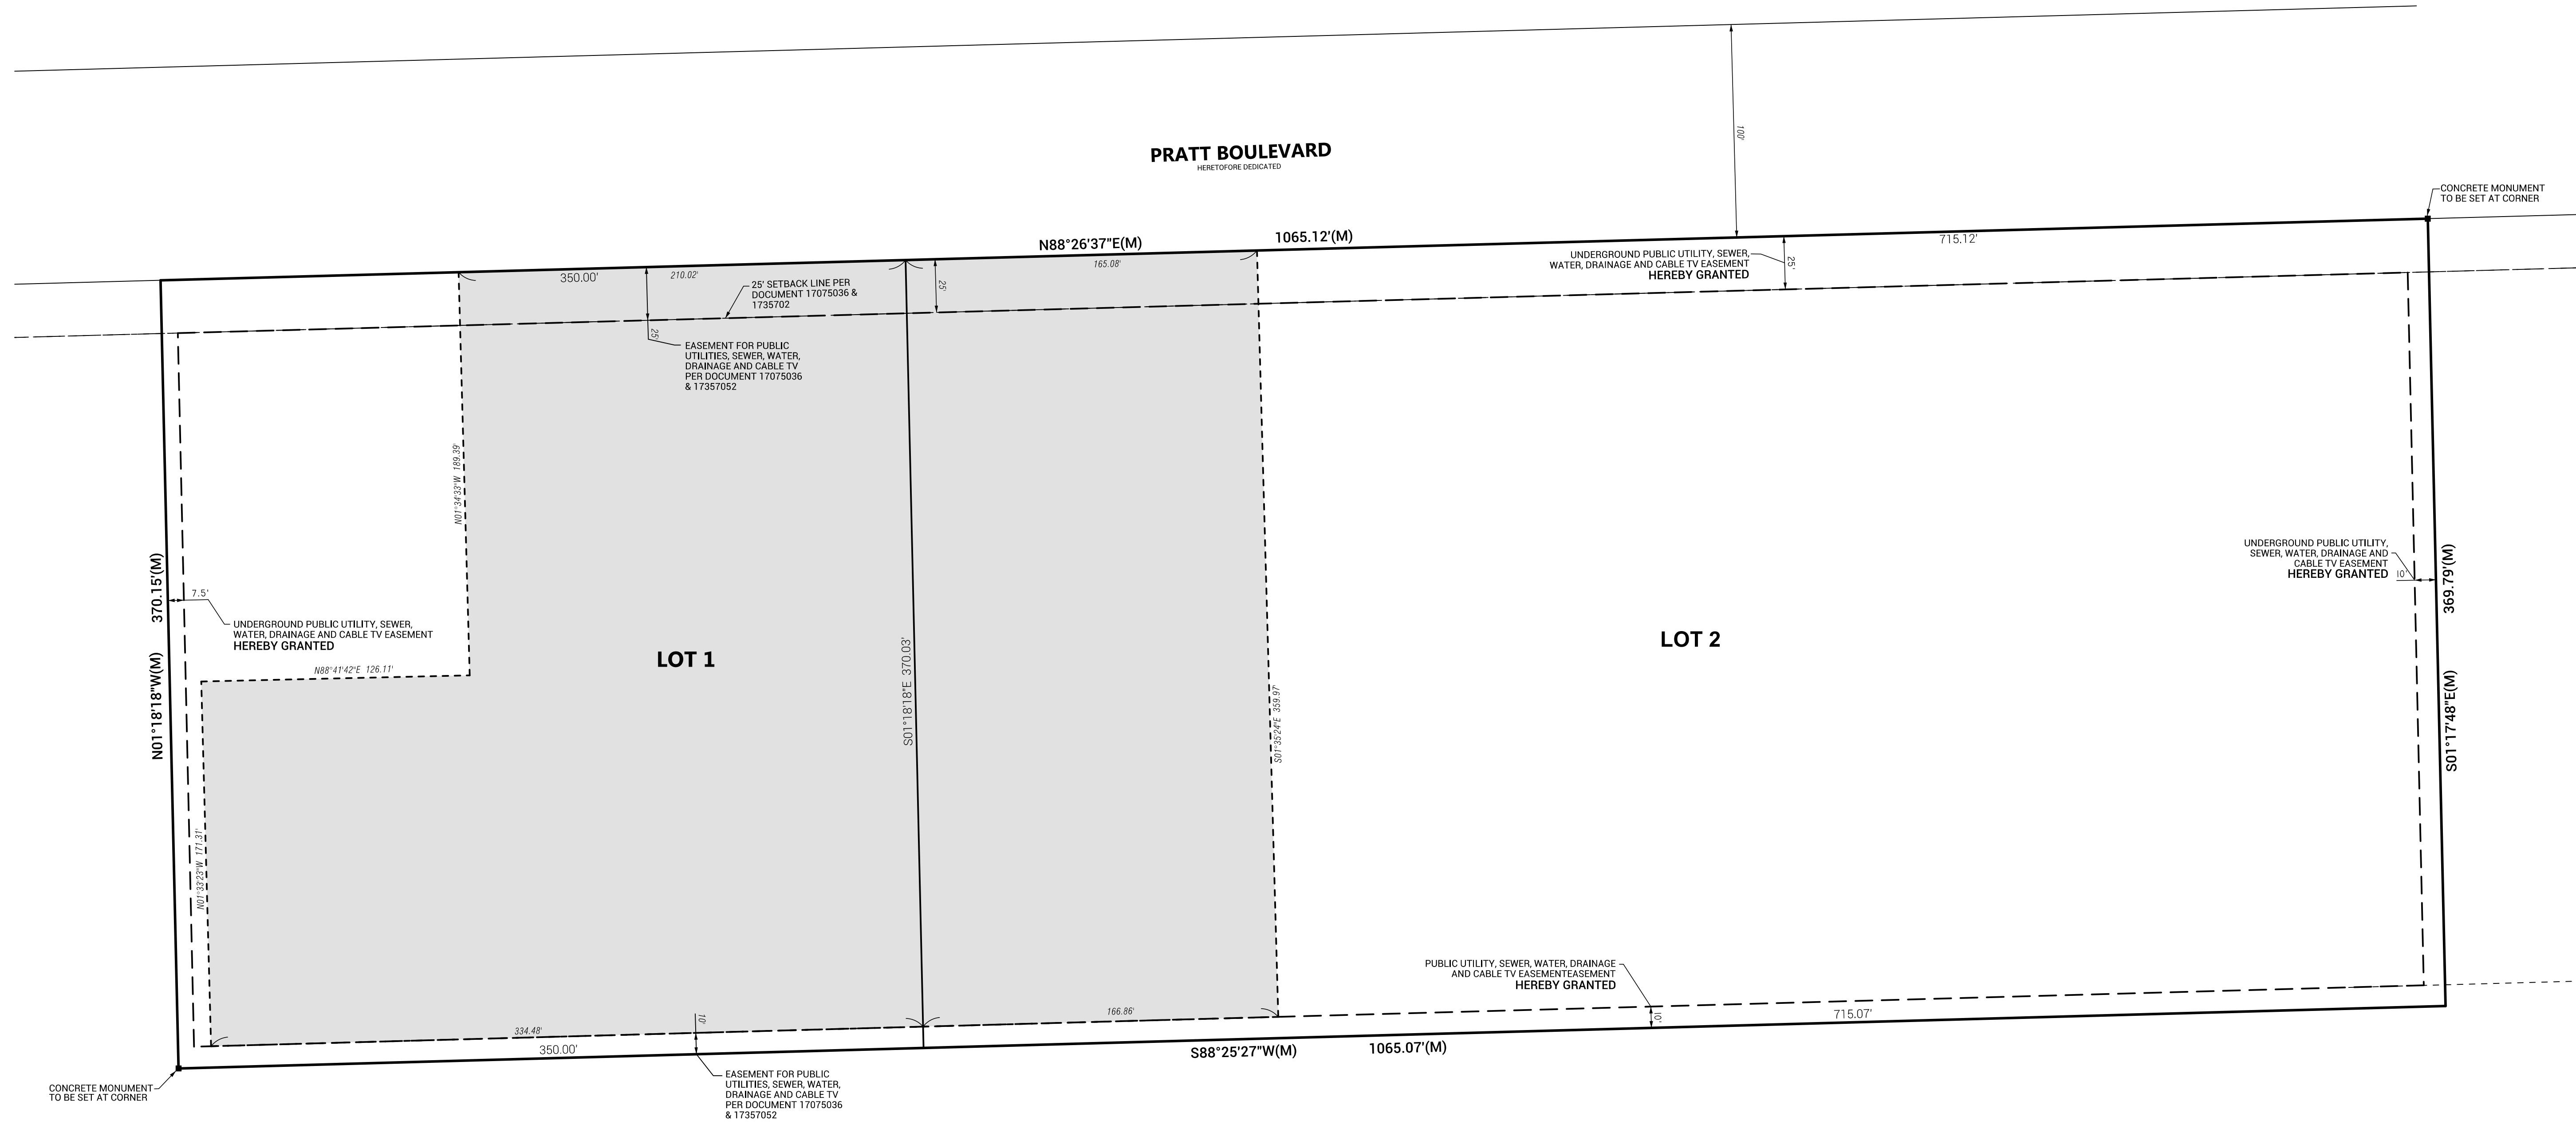 100'
PRATT BOULEVARD
HERETOFORE DEDICATED
CONCRETE MONUMENT
TO BE SET AT CORNER
N88°26'37"E(M)
1065.12'(M)
715.12'
350.00'
210.02'
165.08'
25' SETBACK LINE PER
DOCUMENT 17075036 &
1735702
25'
25'
EASEMENT FOR PUBLIC
UTILITIES, SEWER, WATER,
DRAINAGE AND CABLE TV
PER DOCUMENT 17075036
& 17357052
UNDERGROUND PUBLIC UTILITY, SEWER,
WATER, DRAINAGE AND CABLE TV EASEMENT
HEREBY GRANTED
25'
N01°34'33"W 189.39'
N01°18'18"W(M) 370.15'(M)
7.5'
UNDERGROUND PUBLIC UTILITY, SEWER,
WATER, DRAINAGE AND CABLE TV EASEMENT
HEREBY GRANTED
N88°41'42"E 126.11'
LOT 1
S01°18'18"E 370.03'
LOT 2
UNDERGROUND PUBLIC UTILITY,
SEWER, WATER, DRAINAGE AND
CABLE TV EASEMENT
HEREBY GRANTED
10'
369.79'(M)
S01°17'48"E(M)
S01°35'24"E 359.97'
N01°33'23"W 171.31'
PUBLIC UTILITY, SEWER, WATER, DRAINAGE
AND CABLE TV EASEMENTEASEMENT
HEREBY GRANTED
10'
334.48'
10'
166.86'
715.07'
350.00'
S88°25'27"W(M)
1065.07'(M)
CONCRETE MONUMENT
TO BE SET AT CORNER
EASEMENT FOR PUBLIC
UTILITIES, SEWER, WATER,
DRAINAGE AND CABLE TV
PER DOCUMENT 17075036
& 17357052